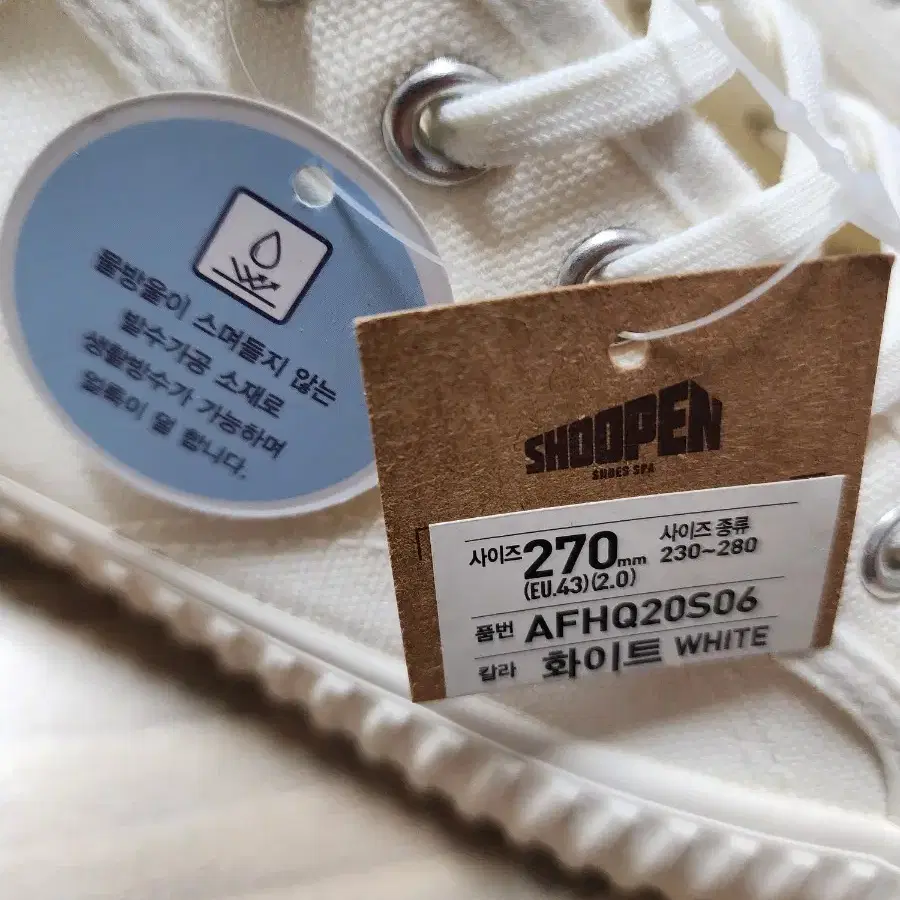 물방울이 스며들지 않는
발수가공 소재로
생활방수가 가능하며
얼룩이 덜 합니다.
SHOOPEN
SHOES SPA
사이즈 270mm 사이즈 종류
(EU.43)(2.0) 230~280
품번 AFHQ20S06
칼라 화이트 WHITE